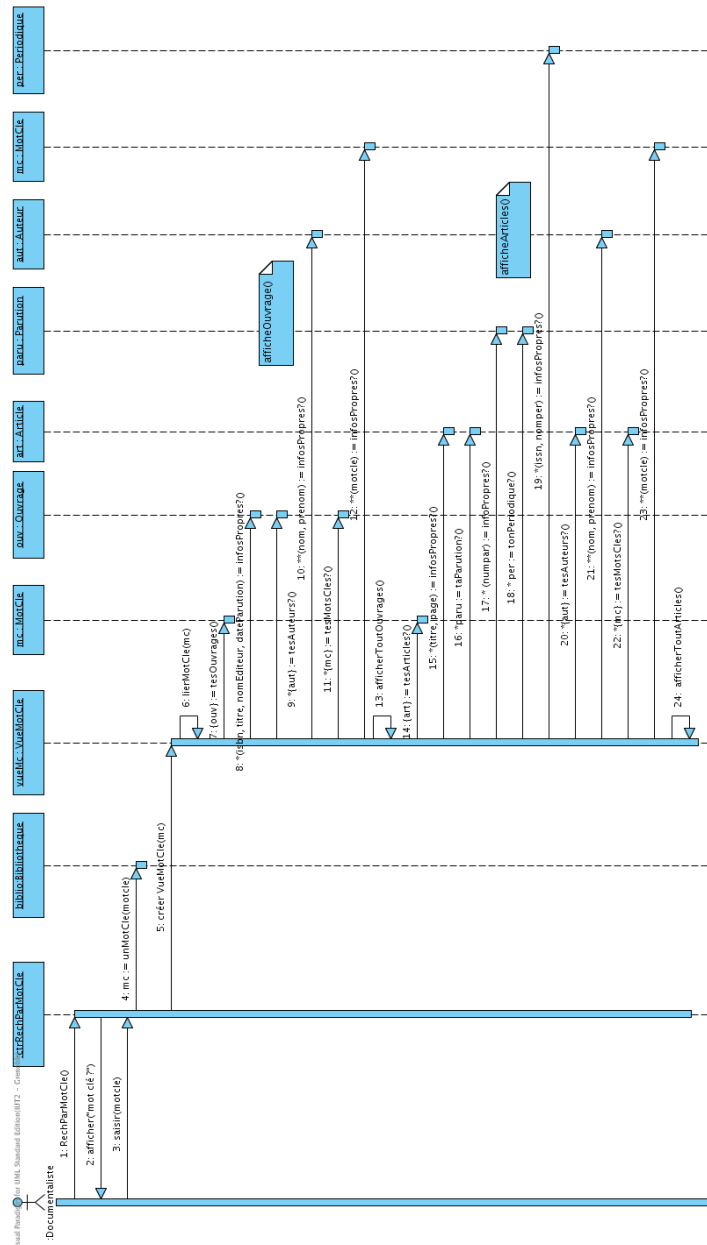 :Documentaliste
:ctrRechParMotCle
biblio:Bibliotheque
vueMc : VueMotCle
mc : MotCle
ouv : Ouvrage
art : Article
paru : Parution
aut : Auteur
mc : MotCle
per : Periodique
1: RechParMotCle()
2: afficher("mot clé ?")
3: saisir(motcle)
4: mc := unMotCle(motcle)
5: créer VueMotCle(mc)
6: lierMotCle(mc)
7: {ouv} := tesOuvrages()
8: *(isbn, titre, nomEditeur, dateParution) := infosPropres?()
9: *{aut} := tesAuteurs?()
10: **(nom, prenom) := infosPropres?()
11: *{mc} := tesMotsCles?()
12: **(motcle) := infosPropres?()
afficheOuvrage()
13: afficherToutOuvrages()
14: {art} := tesArticles?()
15: *(titre, page) := infosPropres?()
16: *paru := taParution?()
17: * (numpar) := infoPropres?()
18: * per := tonPeriodique?()
19: *(issn, nomper) := infosPropres?()
afficheArticles()
20: *{aut} := tesAuteurs?()
21: **(nom, prenom) := infosPropres?()
22: *{mc} := tesMotsCles?()
23: **(motcle) := infosPropres?()
24: afficherToutArticles()
for UML Standard Edition(IUT2 -